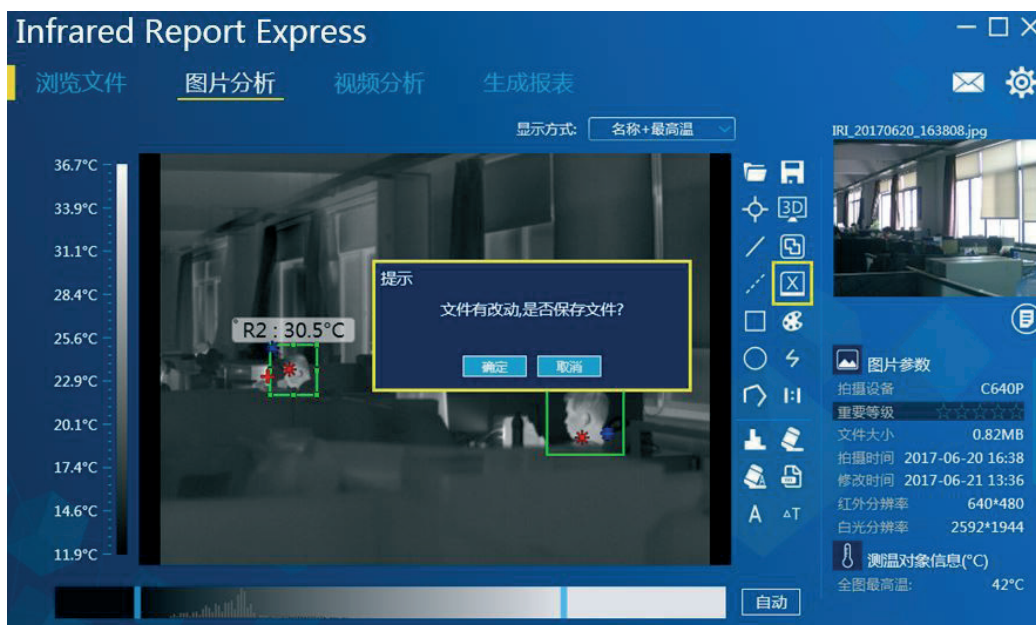 Infrared Report Express
浏览文件 图片分析 视频分析 生成报表
显示方式: 名称+最高温
IRI_20170620_163808.jpg
36.7°C
33.9°C
31.1°C
28.4°C
25.6°C
22.9°C
20.1°C
17.4°C
14.6°C
11.9°C
R2 : 30.5°C
提示
文件有改动,是否保存文件?
确定 取消
3D
X
1:1
A ΔT
自动
图片参数
拍摄设备 C640P
重要等级
文件大小 0.82MB
拍摄时间 2017-06-20 16:38
修改时间 2017-06-21 13:36
红外分辨率 640*480
白光分辨率 2592*1944
测温对象信息(°C)
全图最高温: 42°C